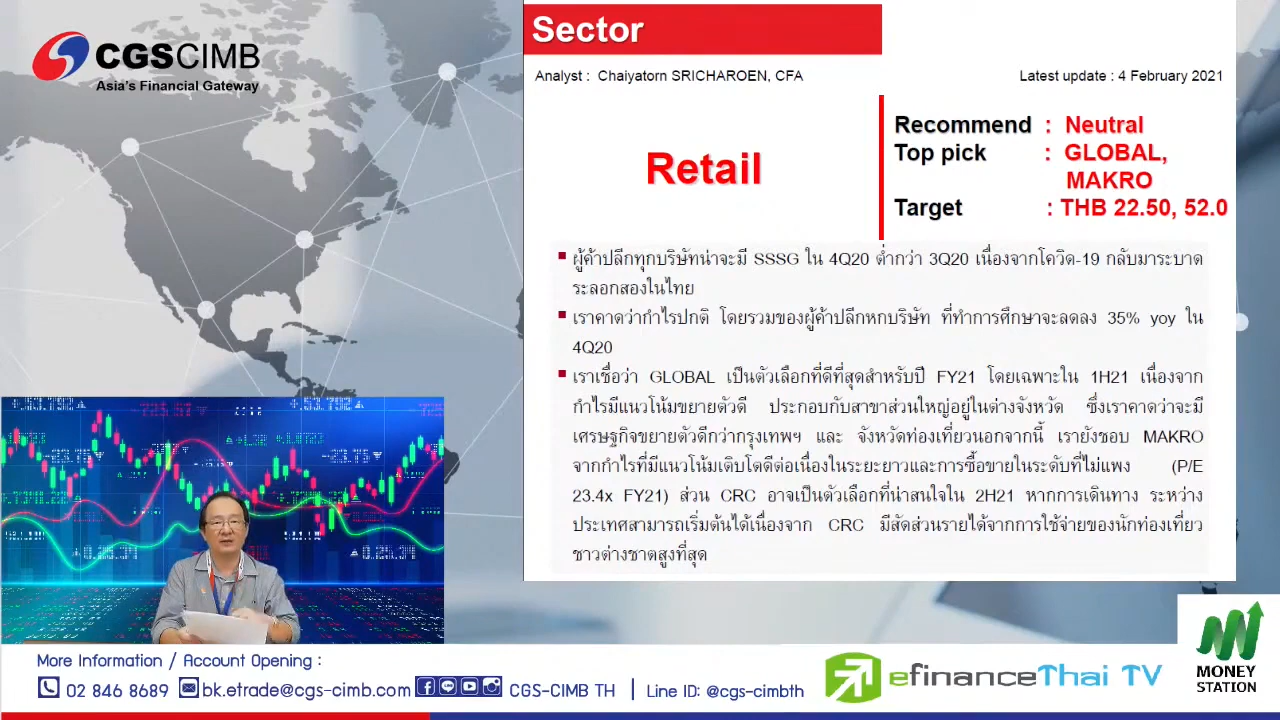 CGS CIMB
Asia's Financial Gateway
Sector
Analyst : Chaiyatorn SRICHAROEN, CFA
Latest update : 4 February 2021
Retail
Recommend : Neutral
Top pick : GLOBAL,
MAKRO
Target : THB 22.50, 52.0
ผู้ค้าปลีกทุกบริษัทน่าจะมี SSSG ใน 4Q20 ต่ำกว่า 3Q20 เนื่องจากโควิด-19 กลับมาระบาด
ระลอกสองในไทย
เราคาดว่ากำไรปกติ โดยรวมของผู้ค้าปลีกหกบริษัท ที่ทำการศึกษาจะลดลง 35% yoy ใน
4Q20
เราเชื่อว่า GLOBAL เป็นตัวเลือกที่ดีที่สุดสำหรับปี FY21 โดยเฉพาะใน 1H21 เนื่องจาก
กำไรมีแนวโน้มขยายตัวดี ประกอบกับสาขาส่วนใหญ่อยู่ในต่างจังหวัด ซึ่งเราคาดว่าจะมี
เศรษฐกิจขยายตัวดีกว่ากรุงเทพฯ และ จังหวัดท่องเที่ยวนอกจากนี้ เรายังชอบ MAKRO
จากกำไรที่มีแนวโน้มเติบโตดีต่อเนื่องในระยะยาวและการซื้อขายในระดับที่ไม่แพง (P/E
23.4x FY21) ส่วน CRC อาจเป็นตัวเลือกที่น่าสนใจใน 2H21 หากการเดินทาง ระหว่าง
ประเทศสามารถเริ่มต้นได้เนื่องจาก CRC มีสัดส่วนรายได้จากการใช้จ่ายของนักท่องเที่ยว
ชาวต่างชาตสูงที่สุด
More Information / Account Opening :
02 846 8689 bk.etrade@cgs-cimb.com CGS-CIMB TH | Line ID: @cgs-cimbth
efinanceThai TV
MONEY
STATION